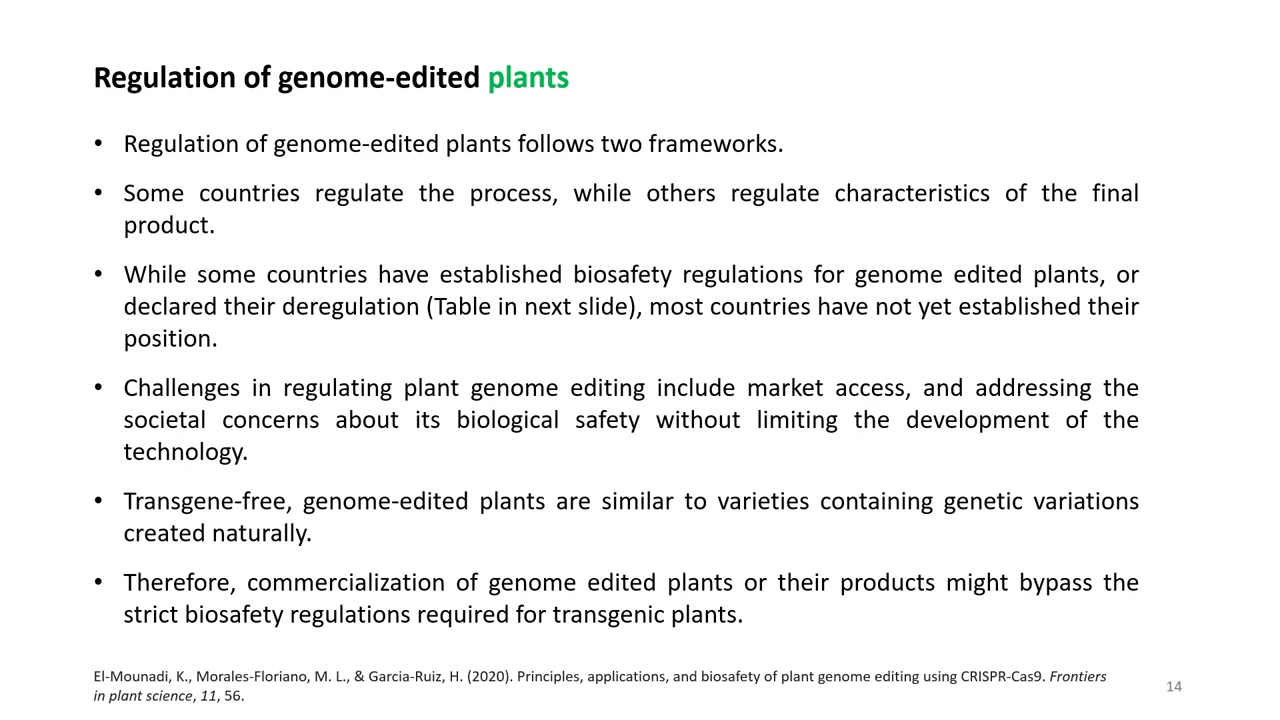 Regulation of genome-edited plants
• Regulation of genome-edited plants follows two frameworks.
• Some countries regulate the process, while others regulate characteristics of the final
product.
• While some countries have established biosafety regulations for genome edited plants, or
declared their deregulation (Table in next slide), most countries have not yet established their
position.
• Challenges in regulating plant genome editing include market access, and addressing the
societal concerns about its biological safety without limiting the development of the
technology.
• Transgene-free, genome-edited plants are similar to varieties containing genetic variations
created naturally.
• Therefore, commercialization of genome edited plants or their products might bypass the
strict biosafety regulations required for transgenic plants.
El-Mounadi, K., Morales-Floriano, M. L., & Garcia-Ruiz, H. (2020). Principles, applications, and biosafety of plant genome editing using CRISPR-Cas9. Frontiers
in plant science, 11, 56.
14